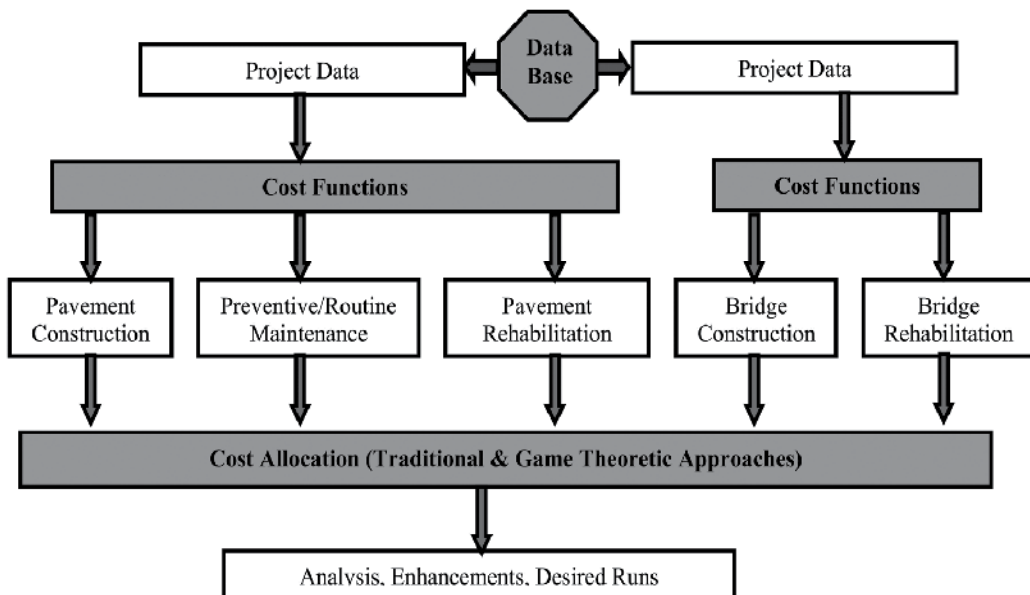 Data
Base
Project Data
Project Data
Cost Functions
Cost Functions
Pavement
Construction
Preventive/Routine
Maintenance
Pavement
Rehabilitation
Bridge
Construction
Bridge
Rehabilitation
Cost Allocation (Traditional & Game Theoretic Approaches)
Analysis, Enhancements, Desired Runs